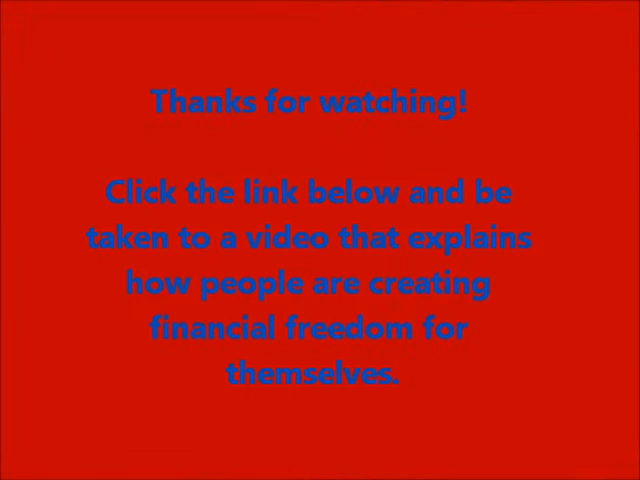 Thanks for watching!
Click the link below and be
taken to a video that explains
how people are creating
financial freedom for
themselves.